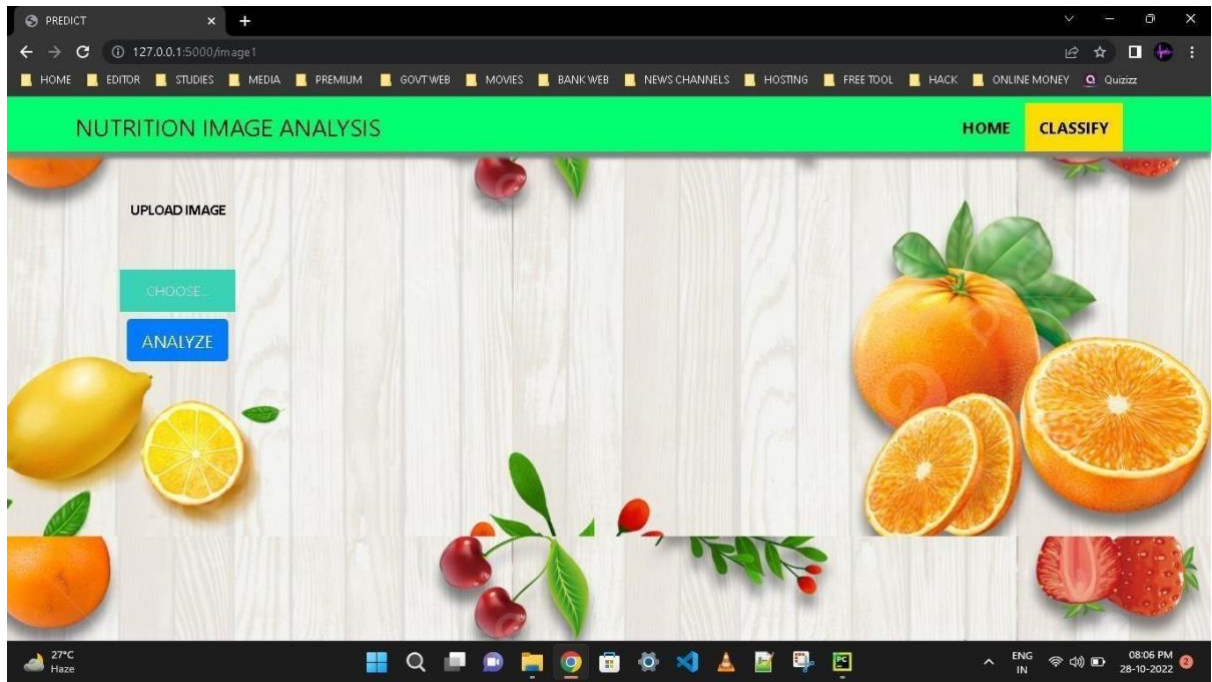 PREDICT
127.0.0.1:5000/image1
HOME EDITOR STUDIES MEDIA PREMIUM GOVT WEB MOVIES BANK WEB NEWS CHANNELS HOSTING FREE TOOL HACK ONLINE MONEY Quizizz
NUTRITION IMAGE ANALYSIS HOME CLASSIFY
UPLOAD IMAGE
CHOOSE...
ANALYZE
27°C
Haze
ENG
IN
08:06 PM
28-10-2022
2
PC